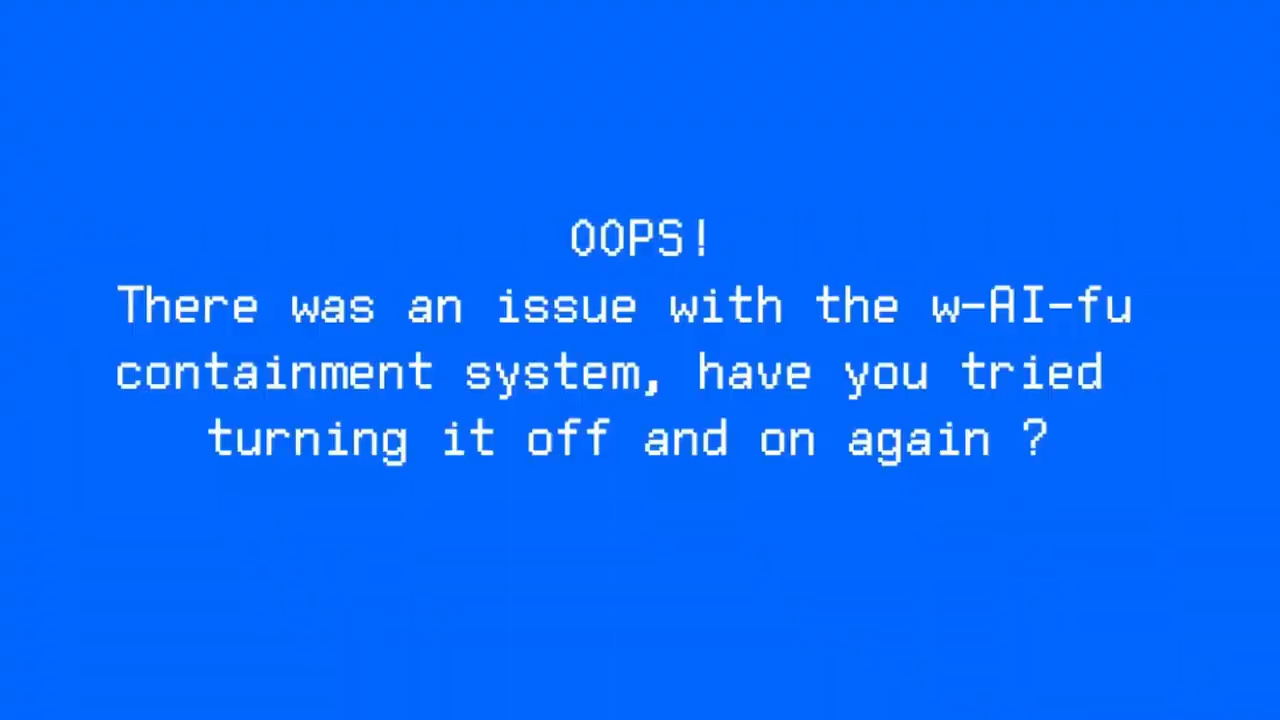 OOPS!
There was an issue with the w-AI-fu
containment system, have you tried
turning it off and on again ?